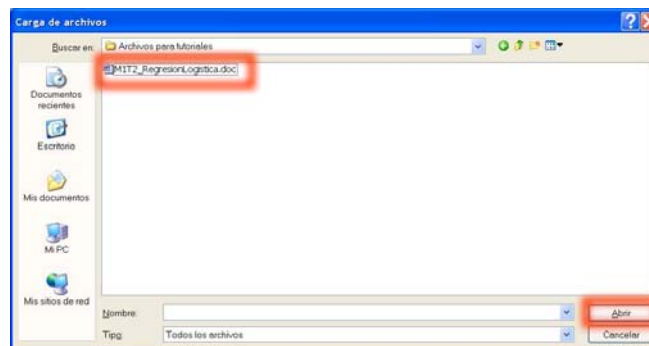 Carga de archivos
Buscar en:
Archivos para tutoriales
M1T2_RegresionLogistica.doc
Documentos
recientes
Escritorio
Mis documentos
Mi PC
Mis sitios de red
Nombre:
Abrir
Tipo:
Todos los archivos
Cancelar